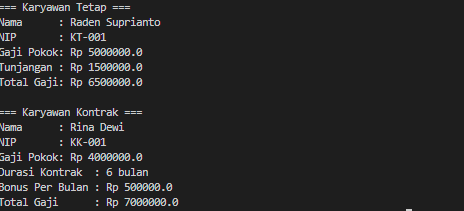 === Karyawan Tetap ===
Nama      : Raden Suprianto
NIP       : KT-001
Gaji Pokok: Rp 5000000.0
Tunjangan : Rp 1500000.0
Total Gaji: Rp 6500000.0
=== Karyawan Kontrak ===
Nama      : Rina Dewi
NIP       : KK-001
Gaji Pokok: Rp 4000000.0
Durasi Kontrak  : 6 bulan
Bonus Per Bulan : Rp 500000.0
Total Gaji      : Rp 7000000.0